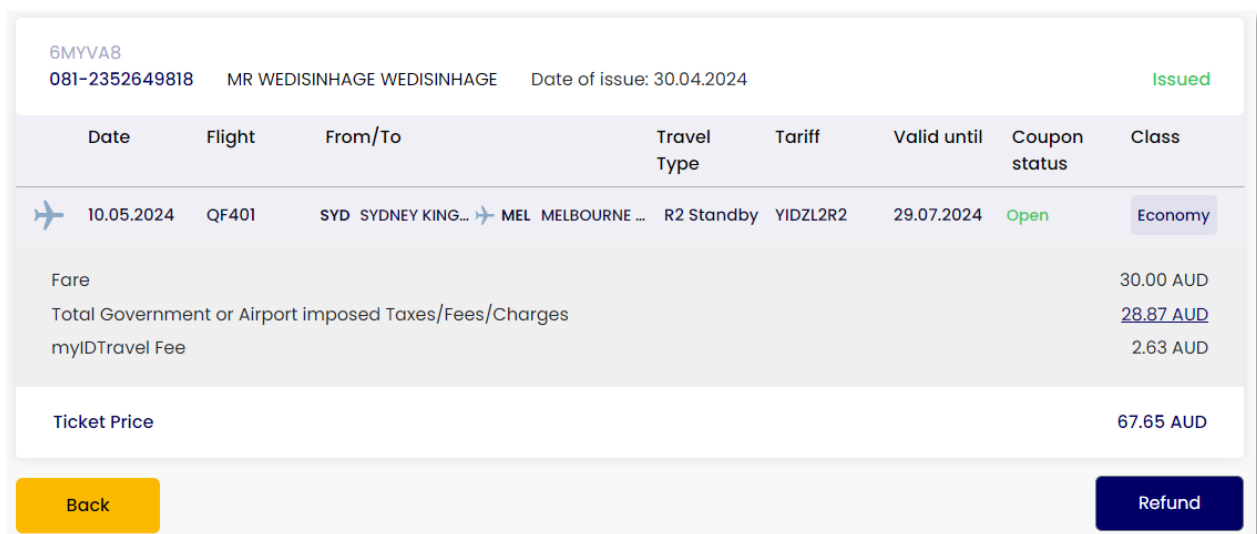 6MYVA8
081-2352649818 MR WEDISINHAGE WEDISINHAGE Date of issue: 30.04.2024 Issued
Date Flight From/To Travel Type Tariff Valid until Coupon status Class
10.05.2024 QF401 SYD SYDNEY KING... MEL MELBOURNE ... R2 Standby YIDZL2R2 29.07.2024 Open Economy
Fare 30.00 AUD
Total Government or Airport imposed Taxes/Fees/Charges 28.87 AUD
myIDTravel Fee 2.63 AUD
Ticket Price 67.65 AUD
Back Refund